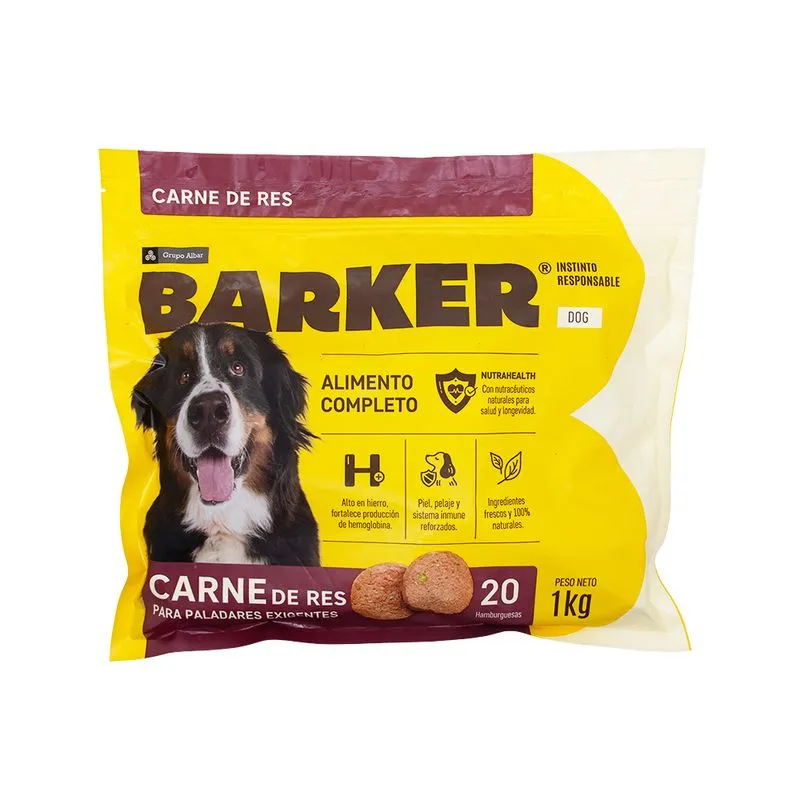 CARNE DE RES
Grupo Albar
BARKER®
INSTINTO
RESPONSABLE
DOG
ALIMENTO
COMPLETO
NUTRAHEALTH
Con nutracéuticos
naturales para
salud y longevidad.
H+
Alto en hierro,
fortalece producción
de hemoglobina.
Piel, pelaje y
sistema inmune
reforzados.
Ingredientes
frescos y 100%
naturales.
CARNE DE RES
PARA PALADARES EXIGENTES
20
Hamburguesas
PESO NETO
1kg